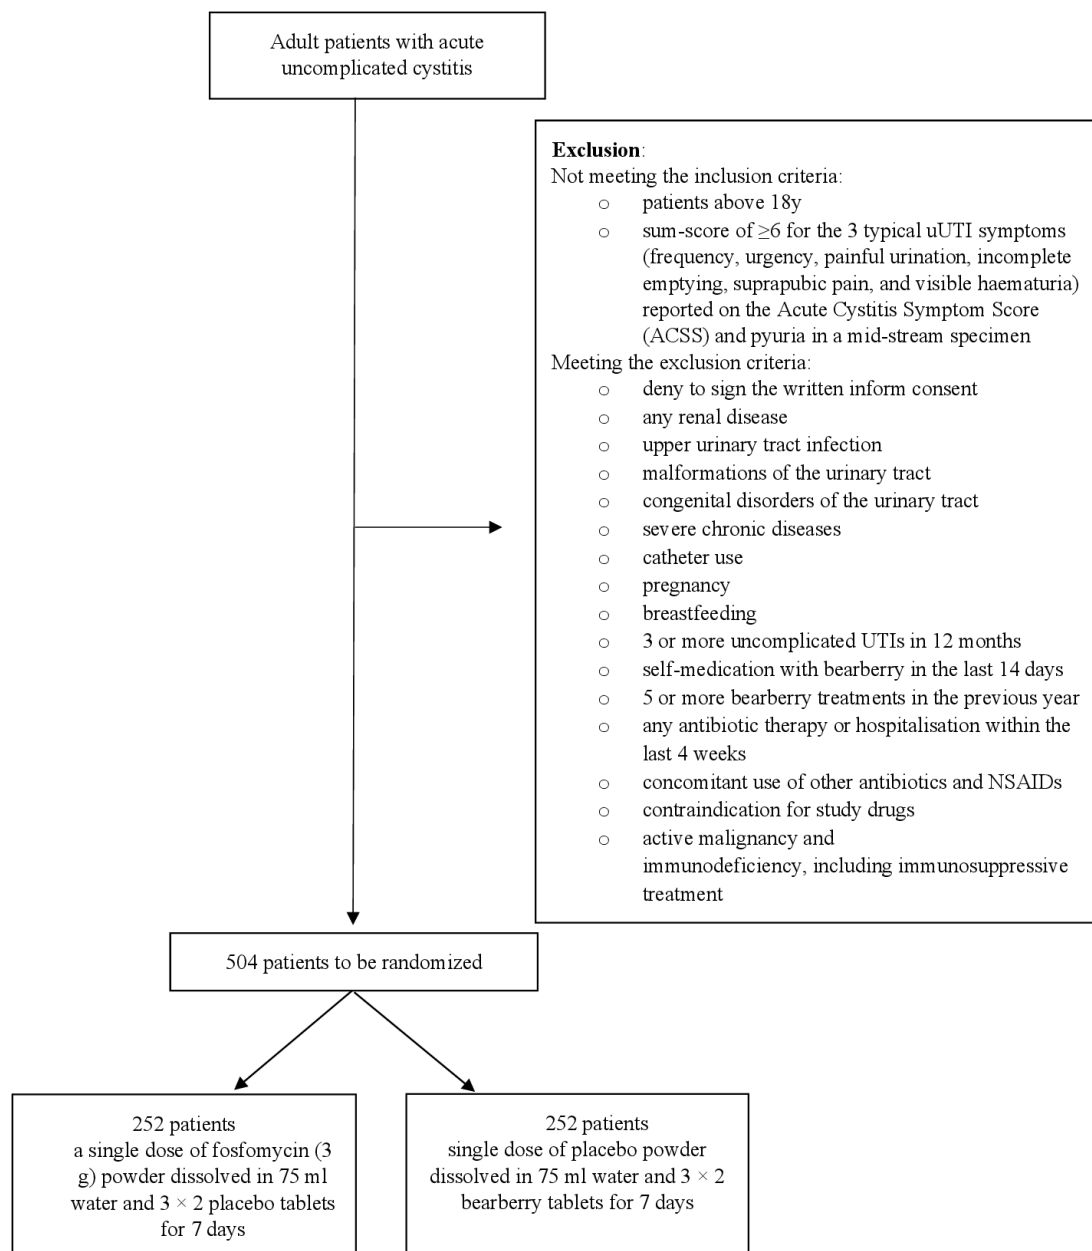 Adult patients with acute
uncomplicated cystitis
Exclusion:
Not meeting the inclusion criteria:
o patients above 18y
o sum-score of ≥6 for the 3 typical uUTI symptoms
(frequency, urgency, painful urination, incomplete
emptying, suprapubic pain, and visible haematuria)
reported on the Acute Cystitis Symptom Score
(ACSS) and pyuria in a mid-stream specimen
Meeting the exclusion criteria:
o deny to sign the written inform consent
o any renal disease
o upper urinary tract infection
o malformations of the urinary tract
o congenital disorders of the urinary tract
o severe chronic diseases
o catheter use
o pregnancy
o breastfeeding
o 3 or more uncomplicated UTIs in 12 months
o self-medication with bearberry in the last 14 days
o 5 or more bearberry treatments in the previous year
o any antibiotic therapy or hospitalisation within the
last 4 weeks
o concomitant use of other antibiotics and NSAIDs
o contraindication for study drugs
o active malignancy and
immunodeficiency, including immunosuppressive
treatment
504 patients to be randomized
252 patients
a single dose of fosfomycin (3
g) powder dissolved in 75 ml
water and 3 × 2 placebo tablets
for 7 days
252 patients
single dose of placebo powder
dissolved in 75 ml water and 3 × 2
bearberry tablets for 7 days